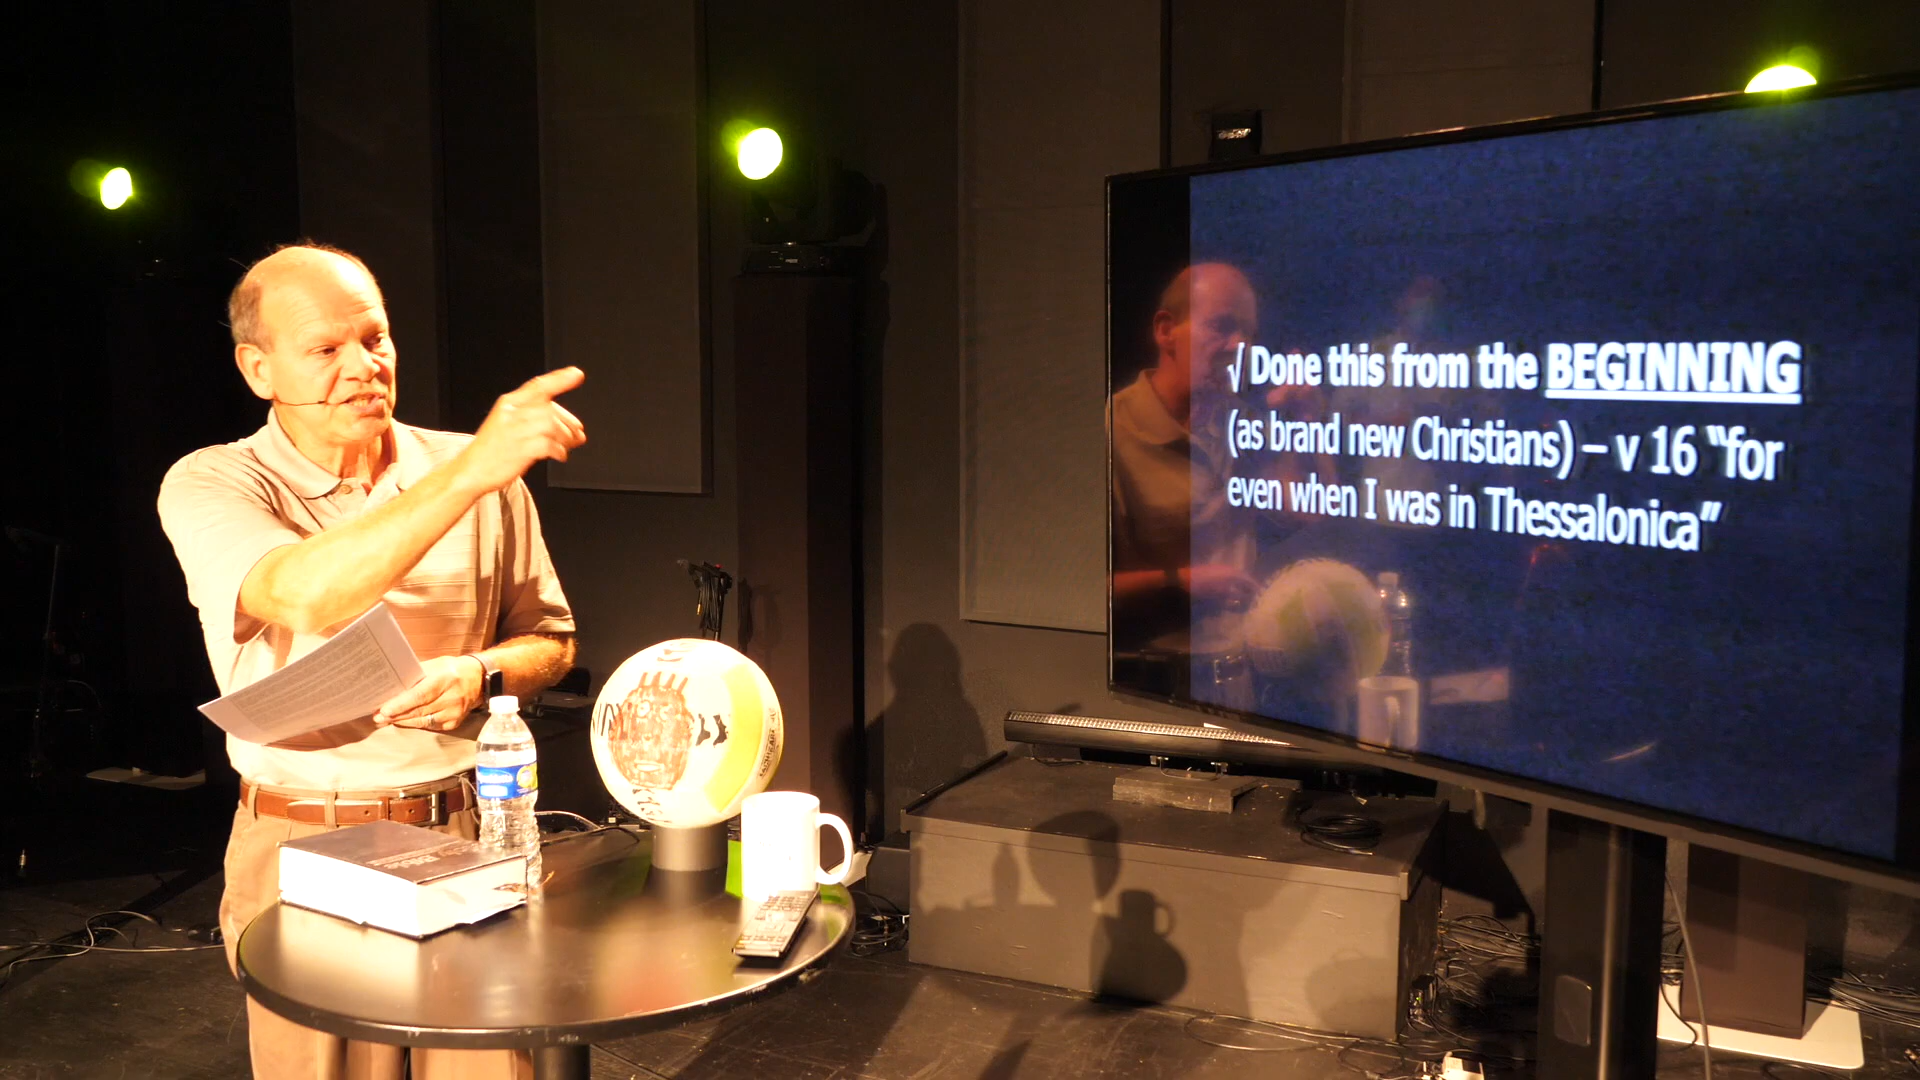 √ Done this from the BEGINNING
(as brand new Christians) – v 16 “for
even when I was in Thessalonica”